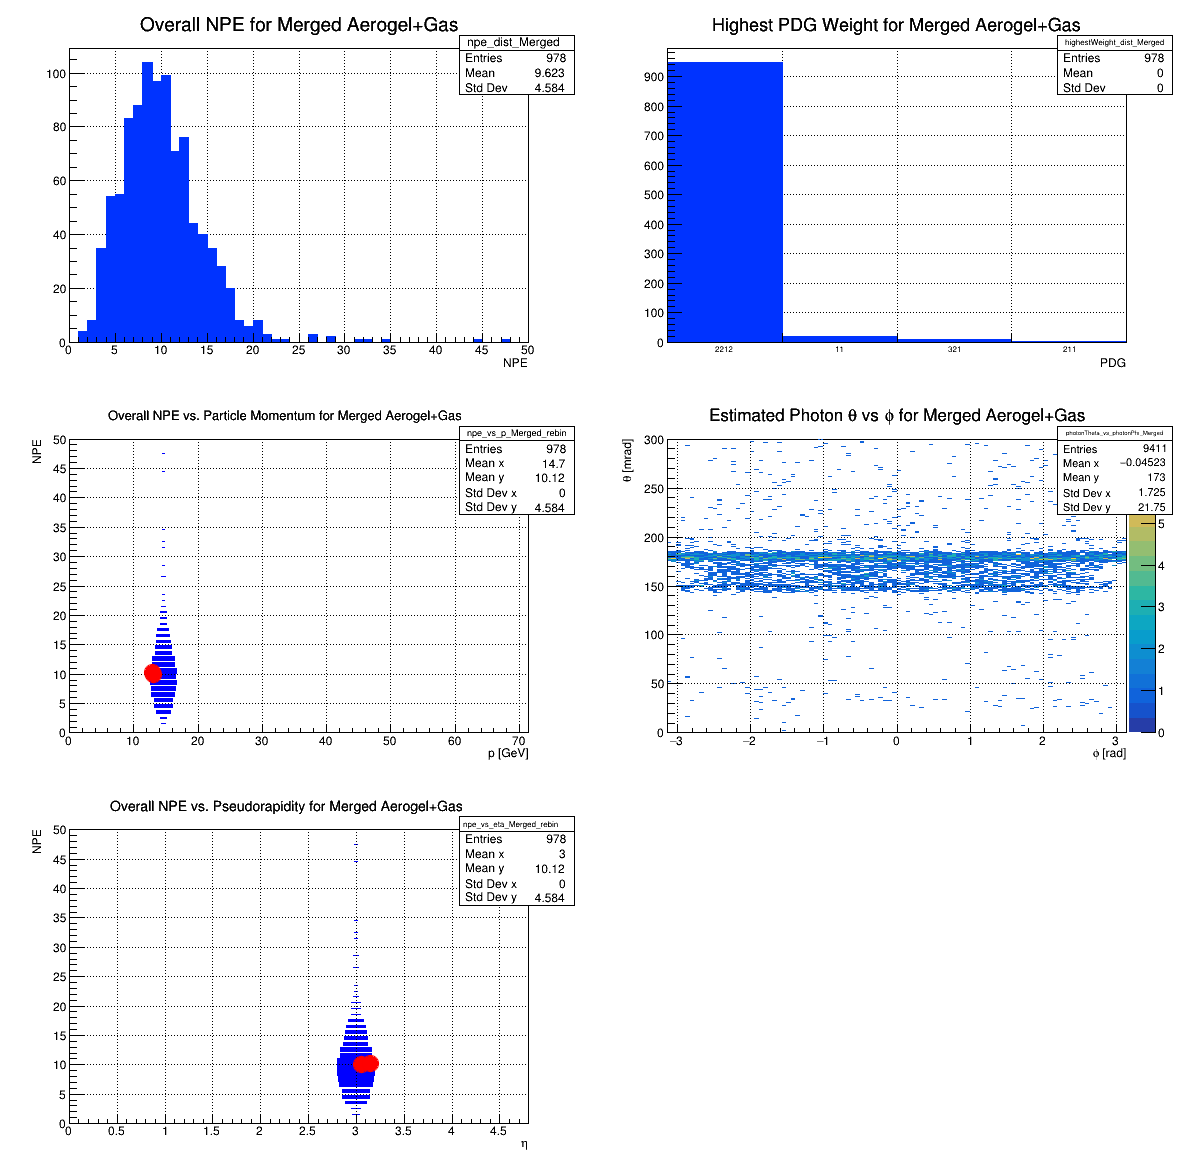 Overall NPE for Merged Aerogel+Gas
npe_dist_Merged
Entries 978
Mean 9.623
Std Dev 4.584
100
80
60
40
20
0
0 5 10 15 20 25 30 35 40 45 50
NPE
Highest PDG Weight for Merged Aerogel+Gas
highestWeight_dist_Merged
Entries 978
Mean 0
Std Dev 0
900
800
700
600
500
400
300
200
100
0
2212 11 321 211
PDG
Overall NPE vs. Particle Momentum for Merged Aerogel+Gas
NPE
npe_vs_p_Merged_rebin
Entries 978
Mean x 14.7
Mean y 10.12
Std Dev x 0
Std Dev y 4.584
50
45
40
35
30
25
20
15
10
5
0
0 10 20 30 40 50 60 70
p [GeV]
Estimated Photon θ vs ϕ for Merged Aerogel+Gas
θ [mrad]
photonTheta_vs_photonPhi_Merged
Entries 9411
Mean x −0.04523
Mean y 173
Std Dev x 1.725
Std Dev y 21.75
300
250
200
150
100
50
0
−3 −2 −1 0 1 2 3
ϕ [rad]
5
4
3
2
1
0
Overall NPE vs. Pseudorapidity for Merged Aerogel+Gas
NPE
npe_vs_eta_Merged_rebin
Entries 978
Mean x 3
Mean y 10.12
Std Dev x 0
Std Dev y 4.584
50
45
40
35
30
25
20
15
10
5
0
0 0.5 1 1.5 2 2.5 3 3.5 4 4.5
η